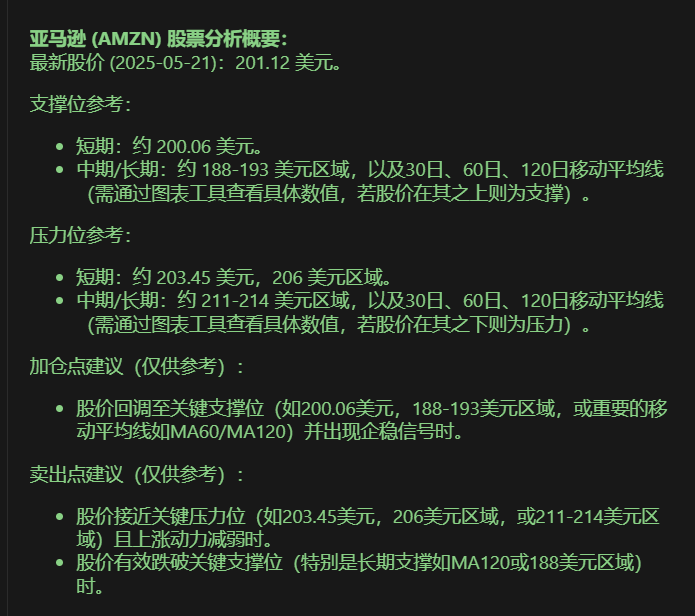 亚马逊 (AMZN) 股票分析概要：
最新股价 (2025-05-21)：201.12 美元。
支撑位参考：
• 短期：约 200.06 美元。
• 中期/长期：约 188-193 美元区域，以及30日、60日、120日移动平均线
（需通过图表工具查看具体数值，若股价在其之上则为支撑）。
压力位参考：
• 短期：约 203.45 美元，206 美元区域。
• 中期/长期：约 211-214 美元区域，以及30日、60日、120日移动平均线
（需通过图表工具查看具体数值，若股价在其之下则为压力）。
加仓点建议（仅供参考）：
• 股价回调至关键支撑位（如200.06美元，188-193美元区域，或重要的移
动平均线如MA60/MA120）并出现企稳信号时。
卖出点建议（仅供参考）：
• 股价接近关键压力位（如203.45美元，206美元区域，或211-214美元区
域）且上涨动力减弱时。
• 股价有效跌破关键支撑位（特别是长期支撑如MA120或188美元区域）
时。